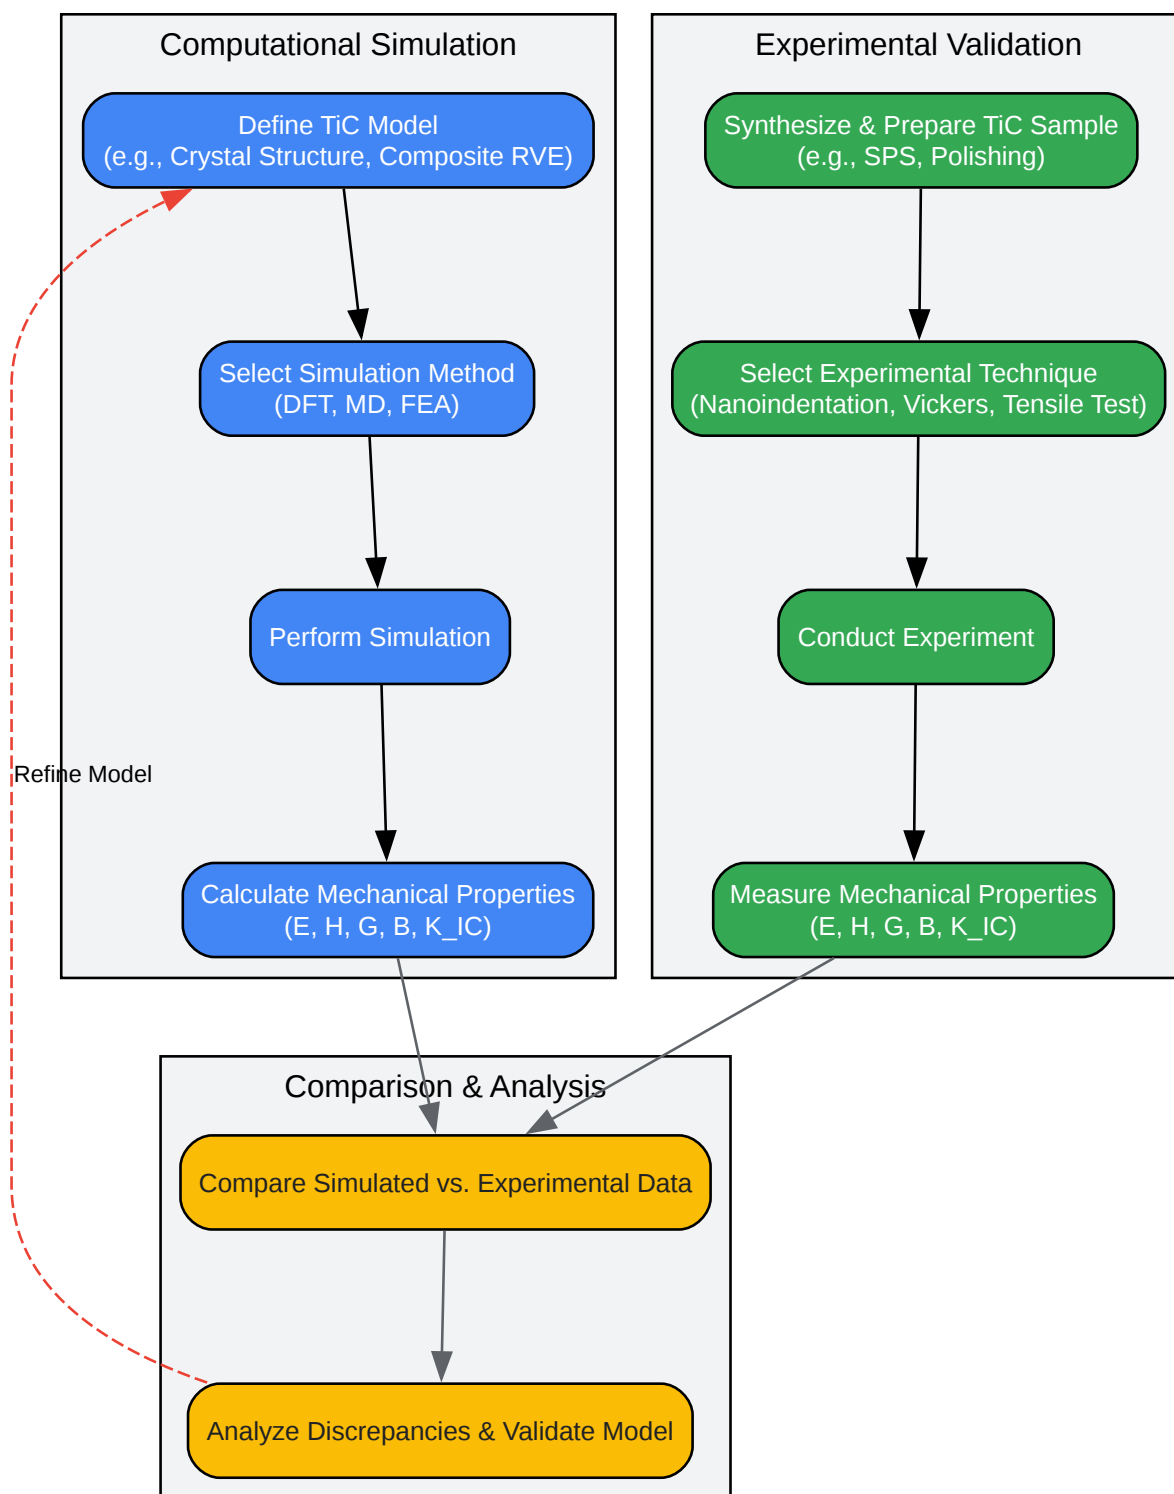 Computational Simulation
Define TiC Model
(e.g., Crystal Structure, Composite RVE)
Select Simulation Method
(DFT, MD, FEA)
Perform Simulation
Refine Model
Calculate Mechanical Properties
(E, H, G, B, K_IC)
Experimental Validation
Synthesize & Prepare TiC Sample
(e.g., SPS, Polishing)
Select Experimental Technique
(Nanoindentation, Vickers, Tensile Test)
Conduct Experiment
Measure Mechanical Properties
(E, H, G, B, K_IC)
Comparison & Analysis
Compare Simulated vs. Experimental Data
Analyze Discrepancies & Validate Model